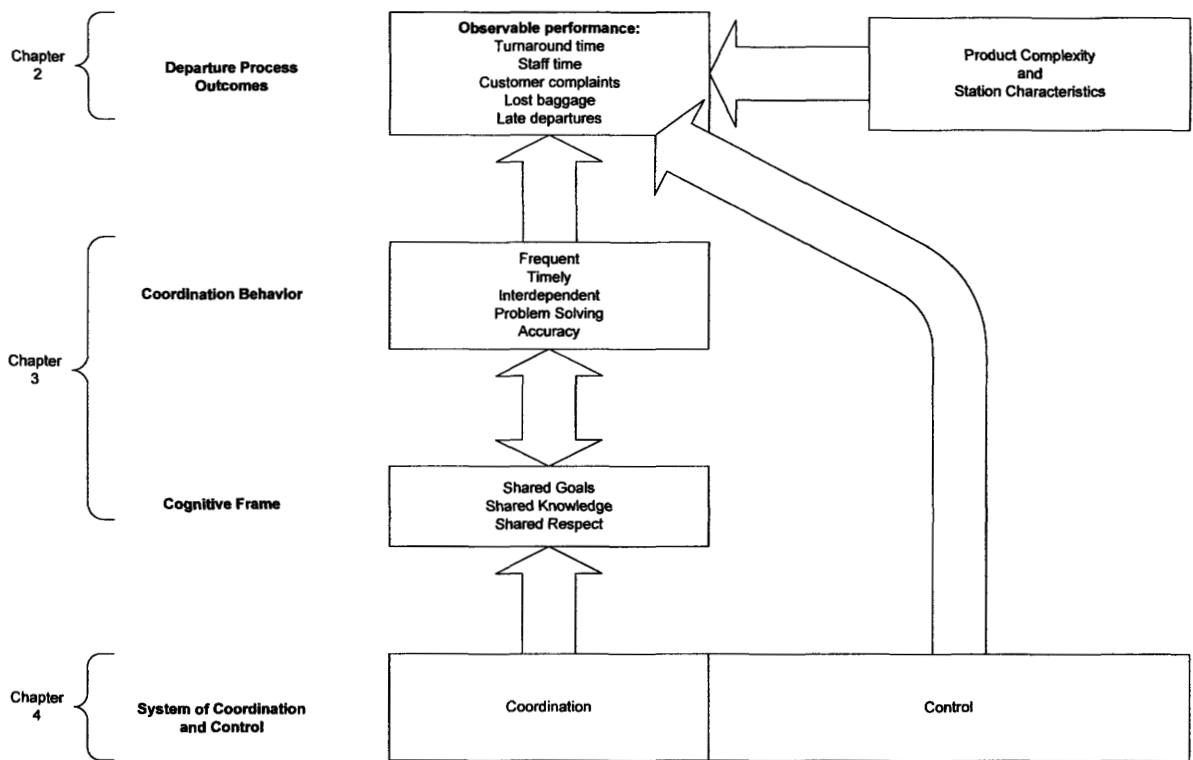 Chapter
2
Departure Process
Outcomes
Observable performance:
Turnaround time
Staff time
Customer complaints
Lost baggage
Late departures
Product Complexity
and
Station Characteristics
Chapter
3
Coordination Behavior
Frequent
Timely
Interdependent
Problem Solving
Accuracy
Cognitive Frame
Shared Goals
Shared Knowledge
Shared Respect
Chapter
4
System of Coordination
and Control
Coordination
Control